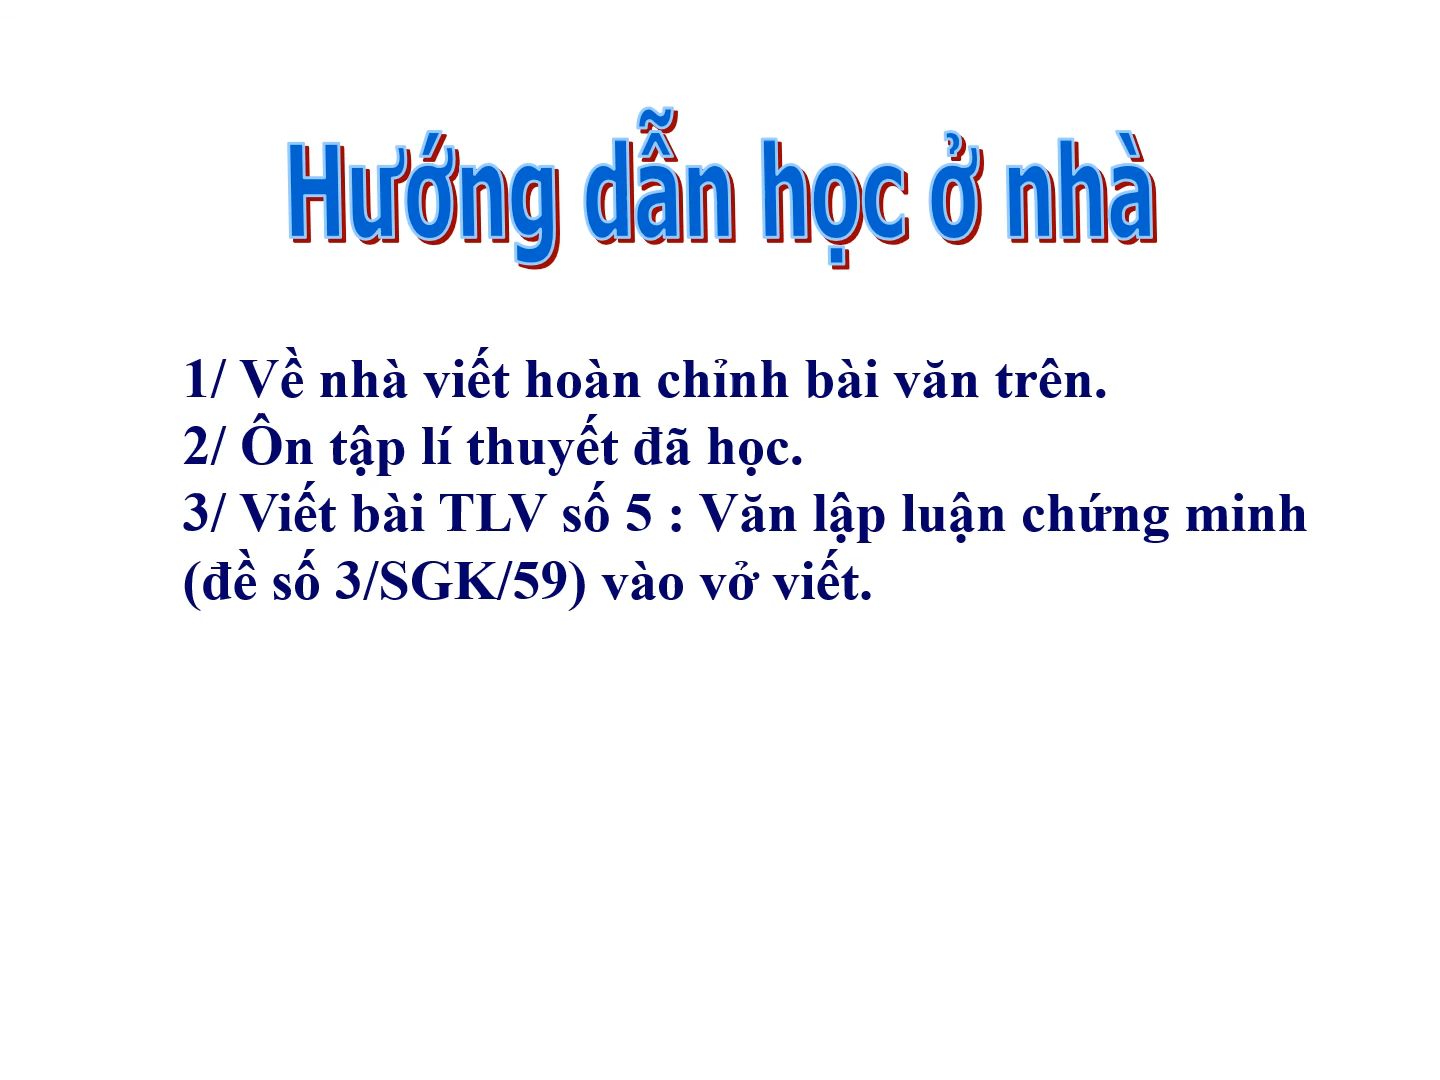 Hướng dẫn học ở nhà
1/ Về nhà viết hoàn chỉnh bài văn trên.
2/ Ôn tập lí thuyết đã học.
3/ Viết bài TLV số 5 : Văn lập luận chứng minh
(đề số 3/SGK/59) vào vở viết.